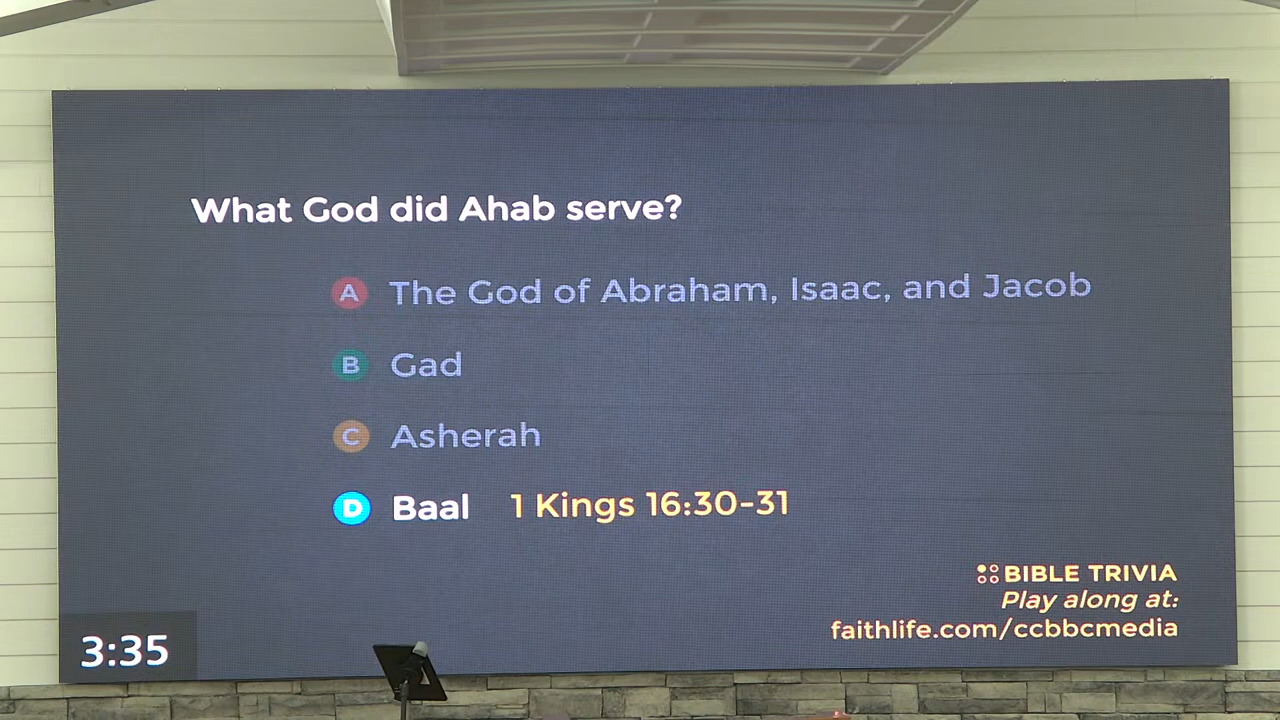 What God did Ahab serve?
A The God of Abraham, Isaac, and Jacob
B Gad
C Asherah
D Baal 1 Kings 16:30-31
BIBLE TRIVIA
Play along at:
faithlife.com/ccbbcmedia
3:35